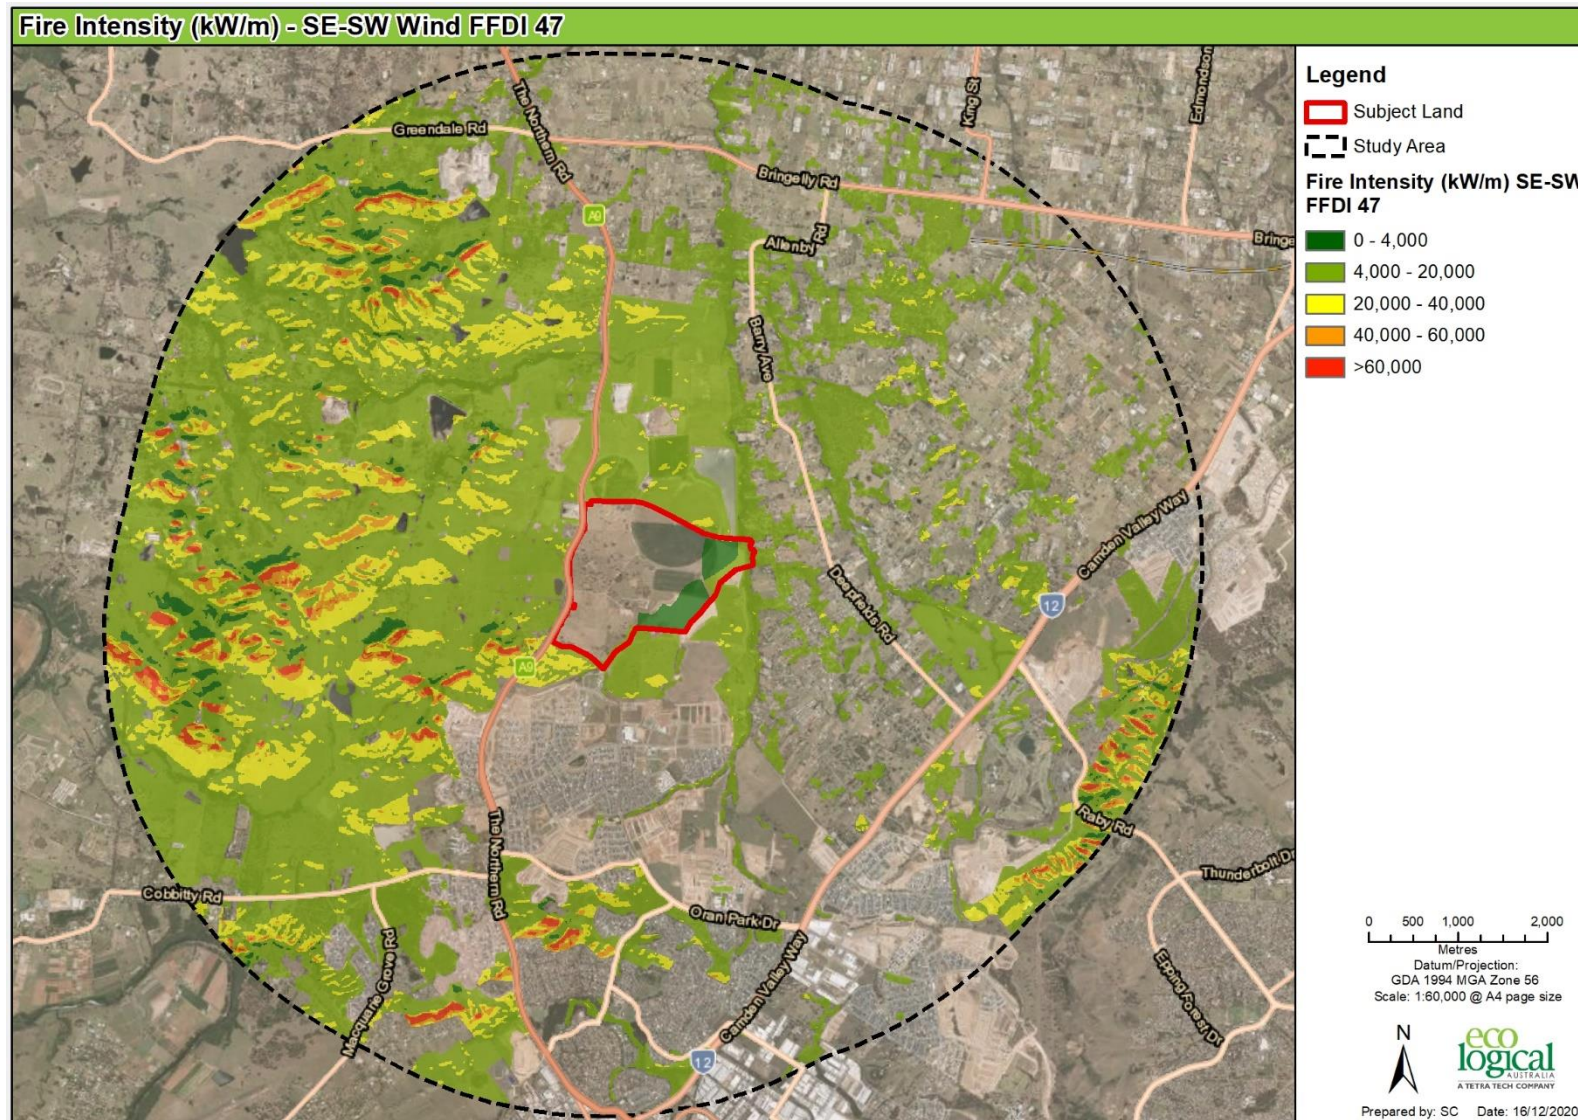 Fire Intensity (kW/m) - SE-SW Wind FFDI 47
The Northern Rd
Greendale Rd
King St
Edmondson
A9
Bringelly Rd
Allenby Rd
Bringe
Barry Ave
Camden Valley Way
Deepfields Rd
12
A9
Raby Rd
Thunderbolt Dr
The Northern Rd
Cobbitty Rd
Oran Park Dr
Macquarie Grove Rd
Camden Valley Way
Epping Forest Dr
12
Legend
Subject Land
Study Area
Fire Intensity (kW/m) SE-SW
FFDI 47
0 - 4,000
4,000 - 20,000
20,000 - 40,000
40,000 - 60,000
>60,000
0 500 1,000 2,000
Metres
Datum/Projection:
GDA 1994 MGA Zone 56
Scale: 1:60,000 @ A4 page size
N
eco
logical
AUSTRALIA
A TETRA TECH COMPANY
Prepared by: SC Date: 16/12/2020